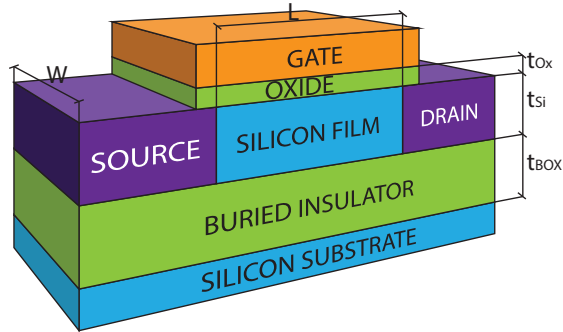 L
GATE
W
OXIDE
tOx
tSi
SOURCE
SILICON FILM
DRAIN
tBOX
BURIED INSULATOR
SILICON SUBSTRATE